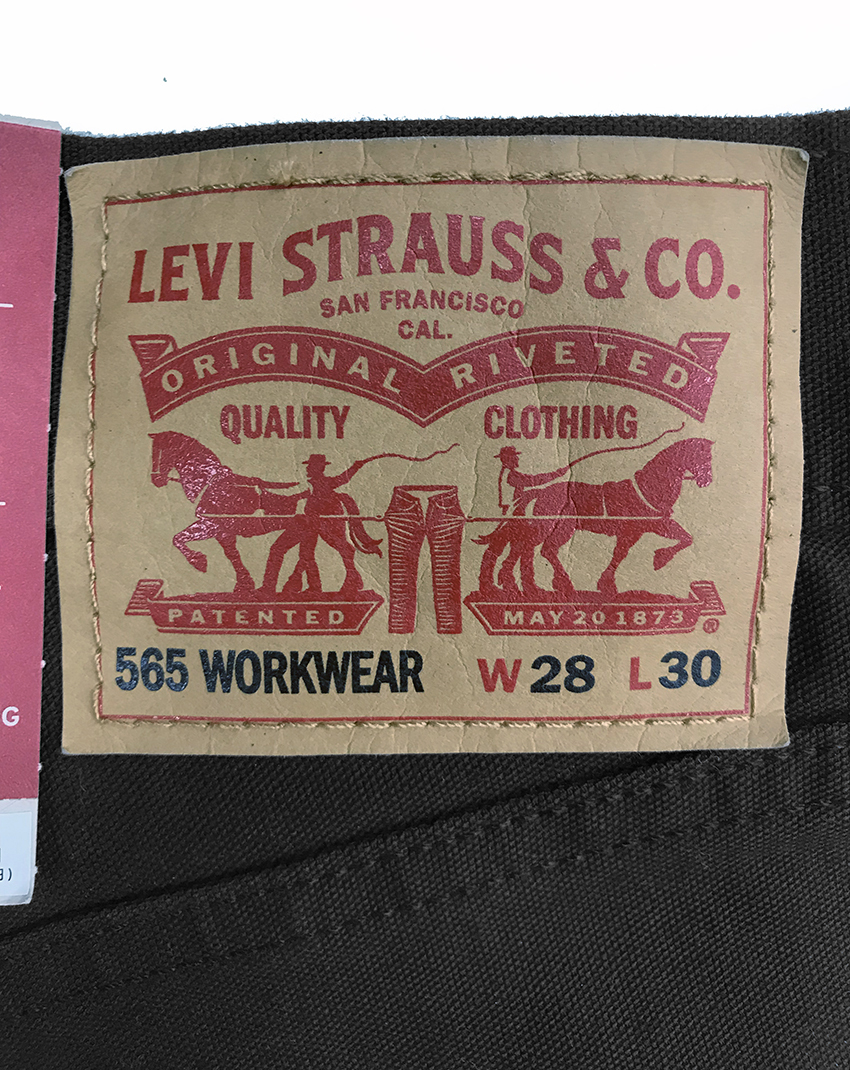 LEVI STRAUSS & CO.
SAN FRANCISCO
CAL.
ORIGINAL RIVETED
QUALITY CLOTHING
PATENTED MAY 20 1873 ®
565 WORKWEAR W28 L30
G
)